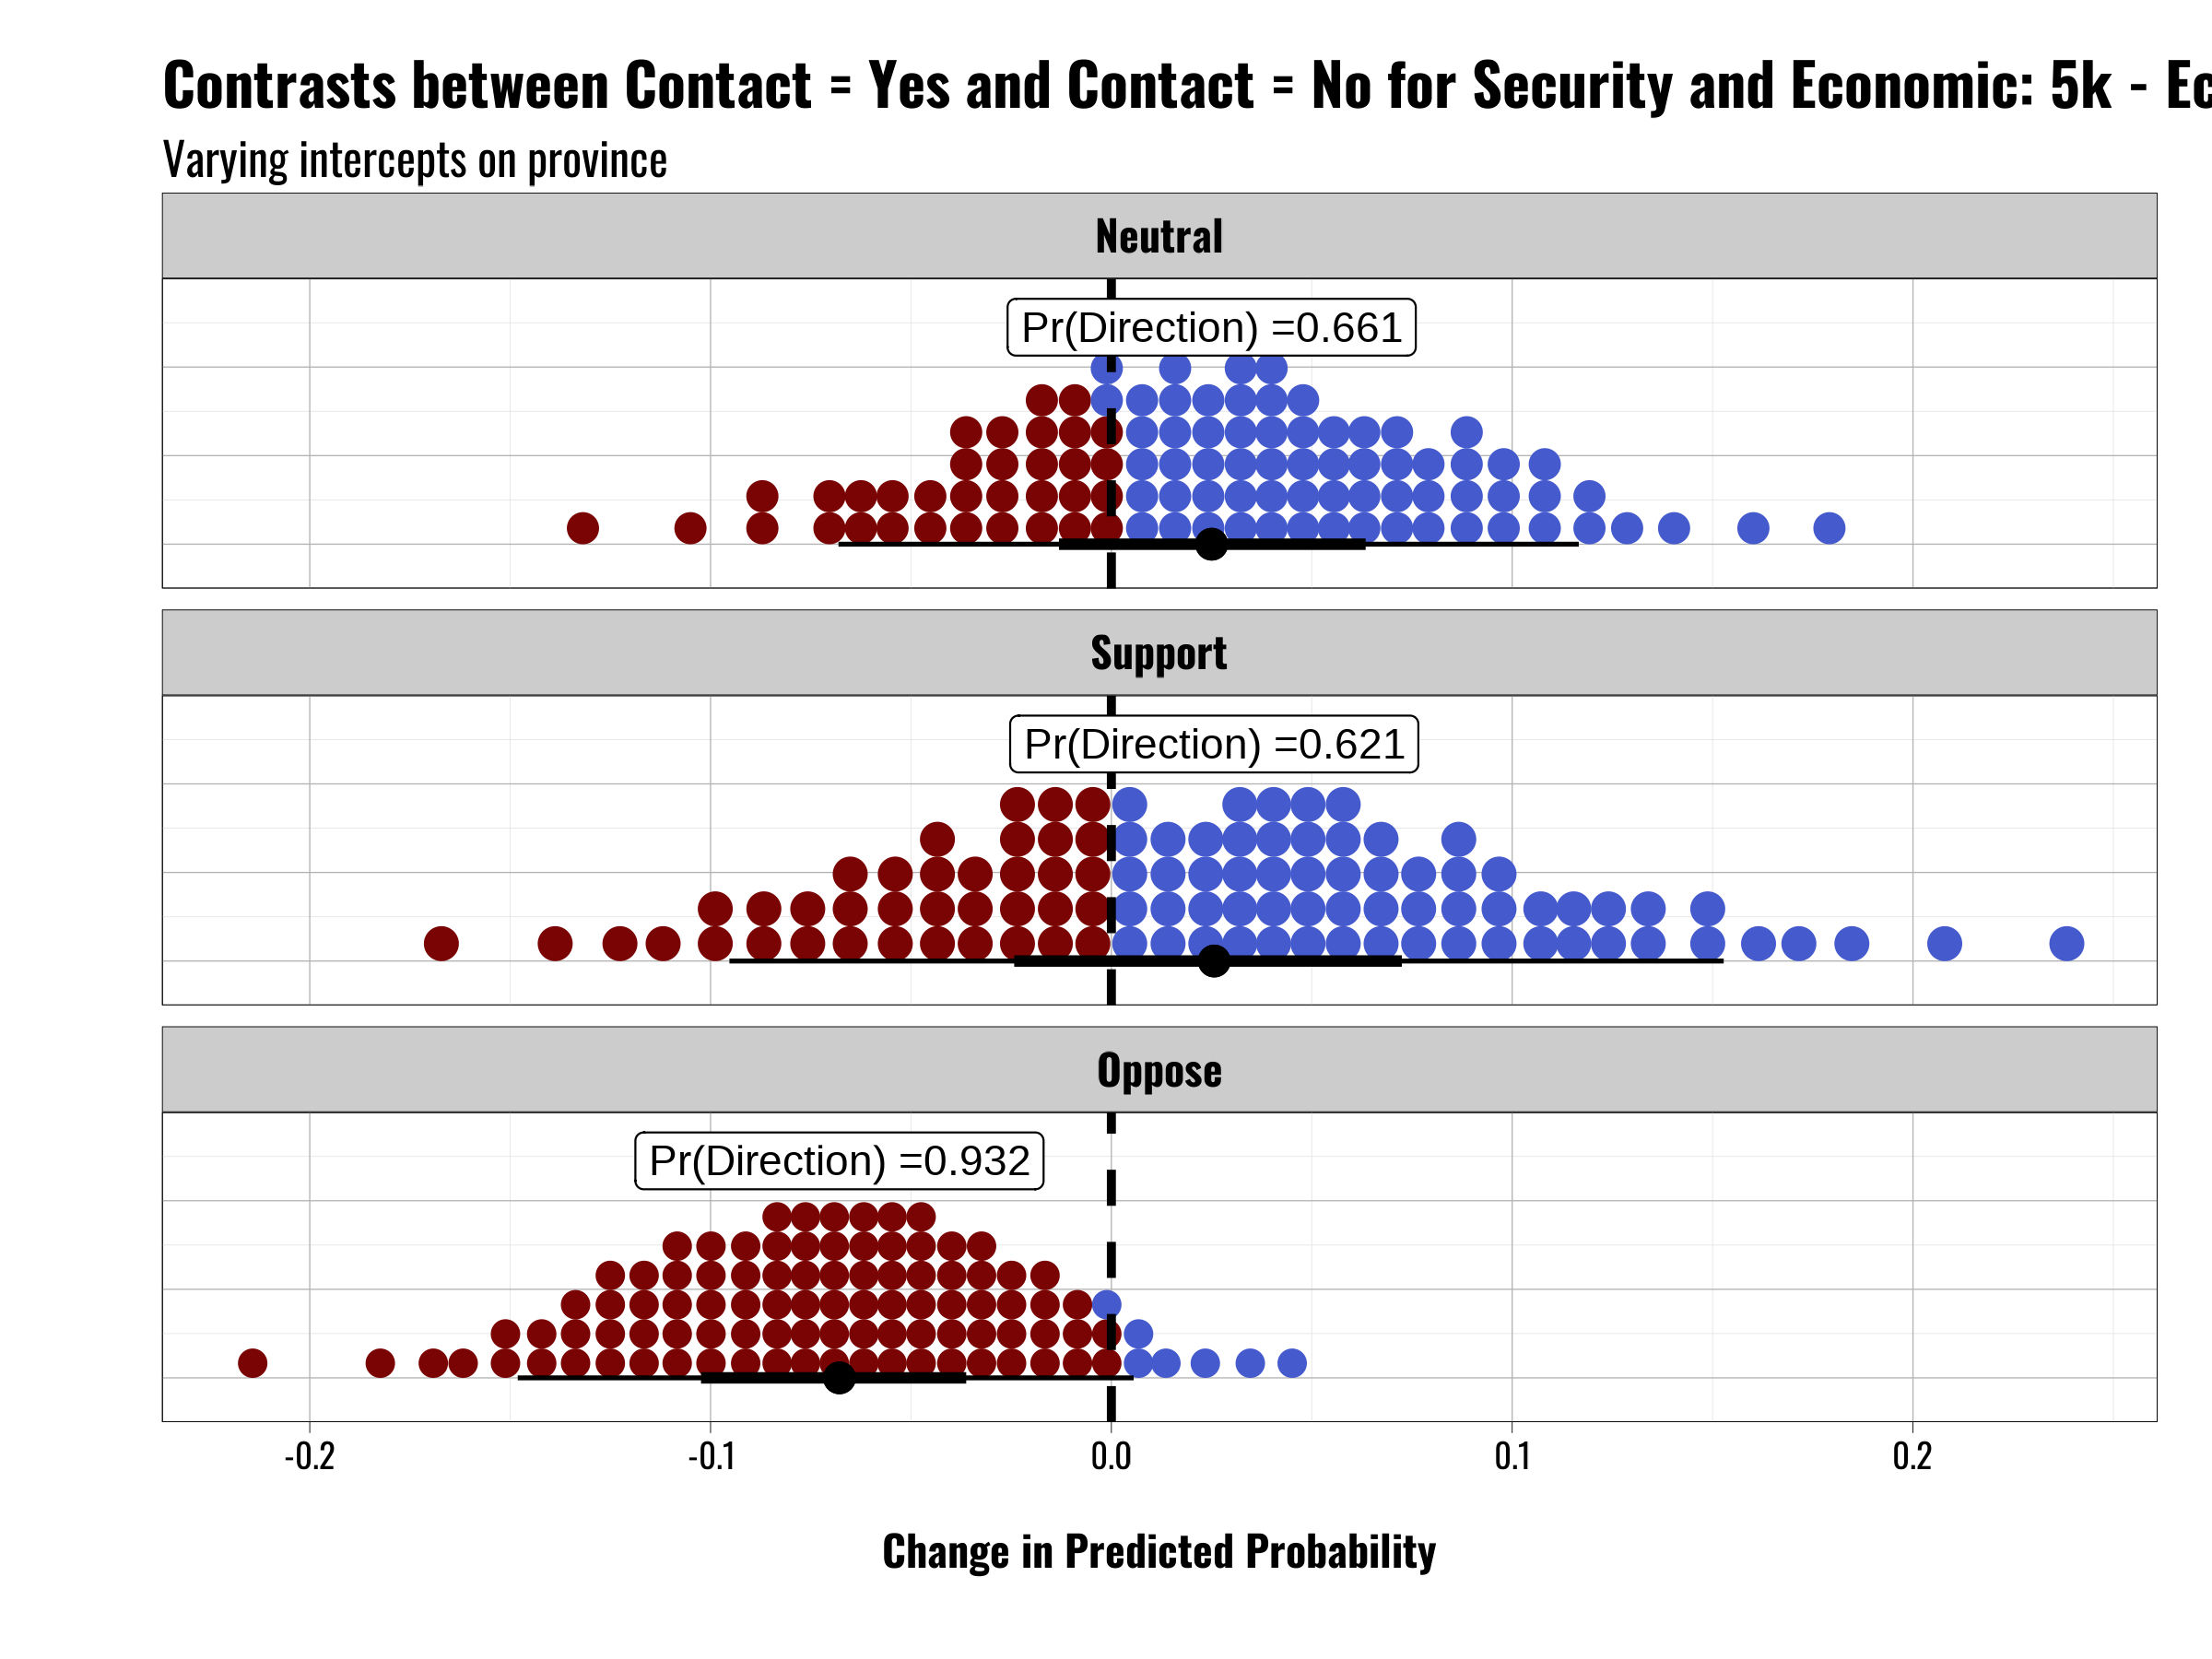 Contrasts between Contact = Yes and Contact = No for Security and Economic: 5k - Ec
Varying intercepts on province
Neutral
Pr(Direction) =0.661
Support
Pr(Direction) =0.621
Oppose
Pr(Direction) =0.932
-0.2 -0.1 0.0 0.1 0.2
Change in Predicted Probability